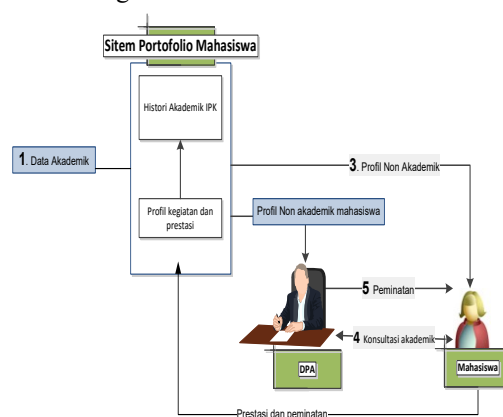 Sitem Portofolio Mahasiswa
Histori Akademik IPK
1. Data Akademik
3. Profil Non Akademik
Profil kegiatan dan
prestasi
Profil Non akademik mahasiswa
5 Peminatan
4 Konsultasi akademik
DPA
Mahasiswa
Prestasi dan peminatan